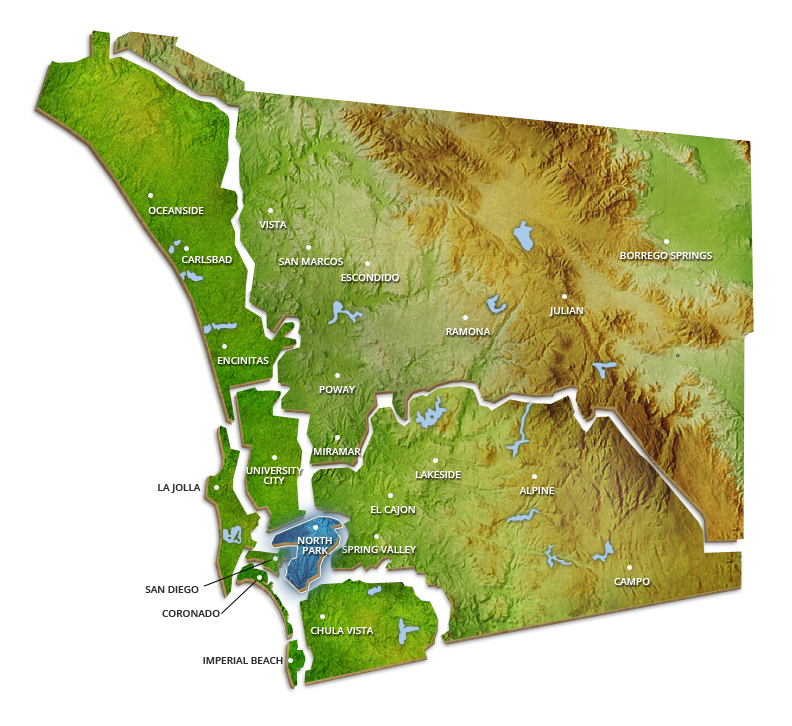 OCEANSIDE
VISTA
CARLSBAD
SAN MARCOS
ESCONDIDO
BORREGO SPRINGS
JULIAN
RAMONA
ENCINITAS
POWAY
MIRAMAR
UNIVERSITY
CITY
LAKESIDE
LA JOLLA
ALPINE
EL CAJON
NORTH
PARK
SPRING VALLEY
CAMPO
SAN DIEGO
CORONADO
CHULA VISTA
IMPERIAL BEACH